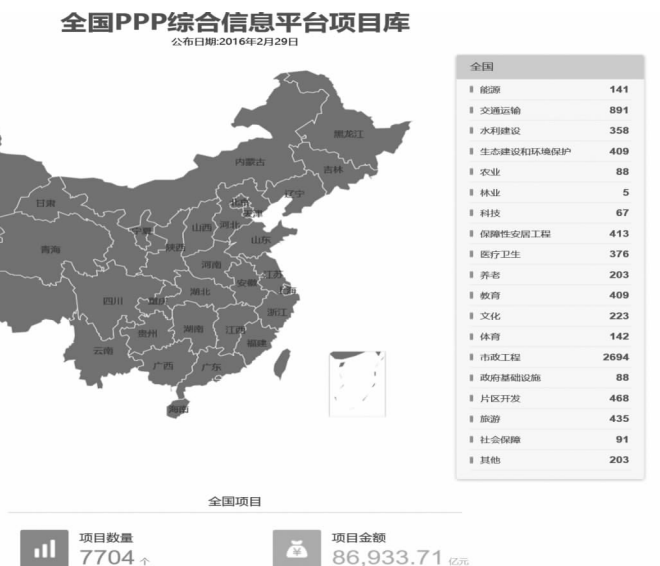 全国PPP综合信息平台项目库
公布日期:2016年2月29日
黑龙江
内蒙古
吉林
辽宁
北京
天津
甘肃
宁夏
山西
河北
山东
青海
陕西
河南
江苏
安徽
上海
四川
重庆
湖北
浙江
贵州
湖南
江西
福建
云南
广西
广东
海南
全国
能源 141
交通运输 891
水利建设 358
生态建设和环境保护 409
农业 88
林业 5
科技 67
保障性安居工程 413
医疗卫生 376
养老 203
教育 409
文化 223
体育 142
市政工程 2694
政府基础设施 88
片区开发 468
旅游 435
社会保障 91
其他 203
全国项目
项目数量
7704 个
项目金额
86,933.71 亿元